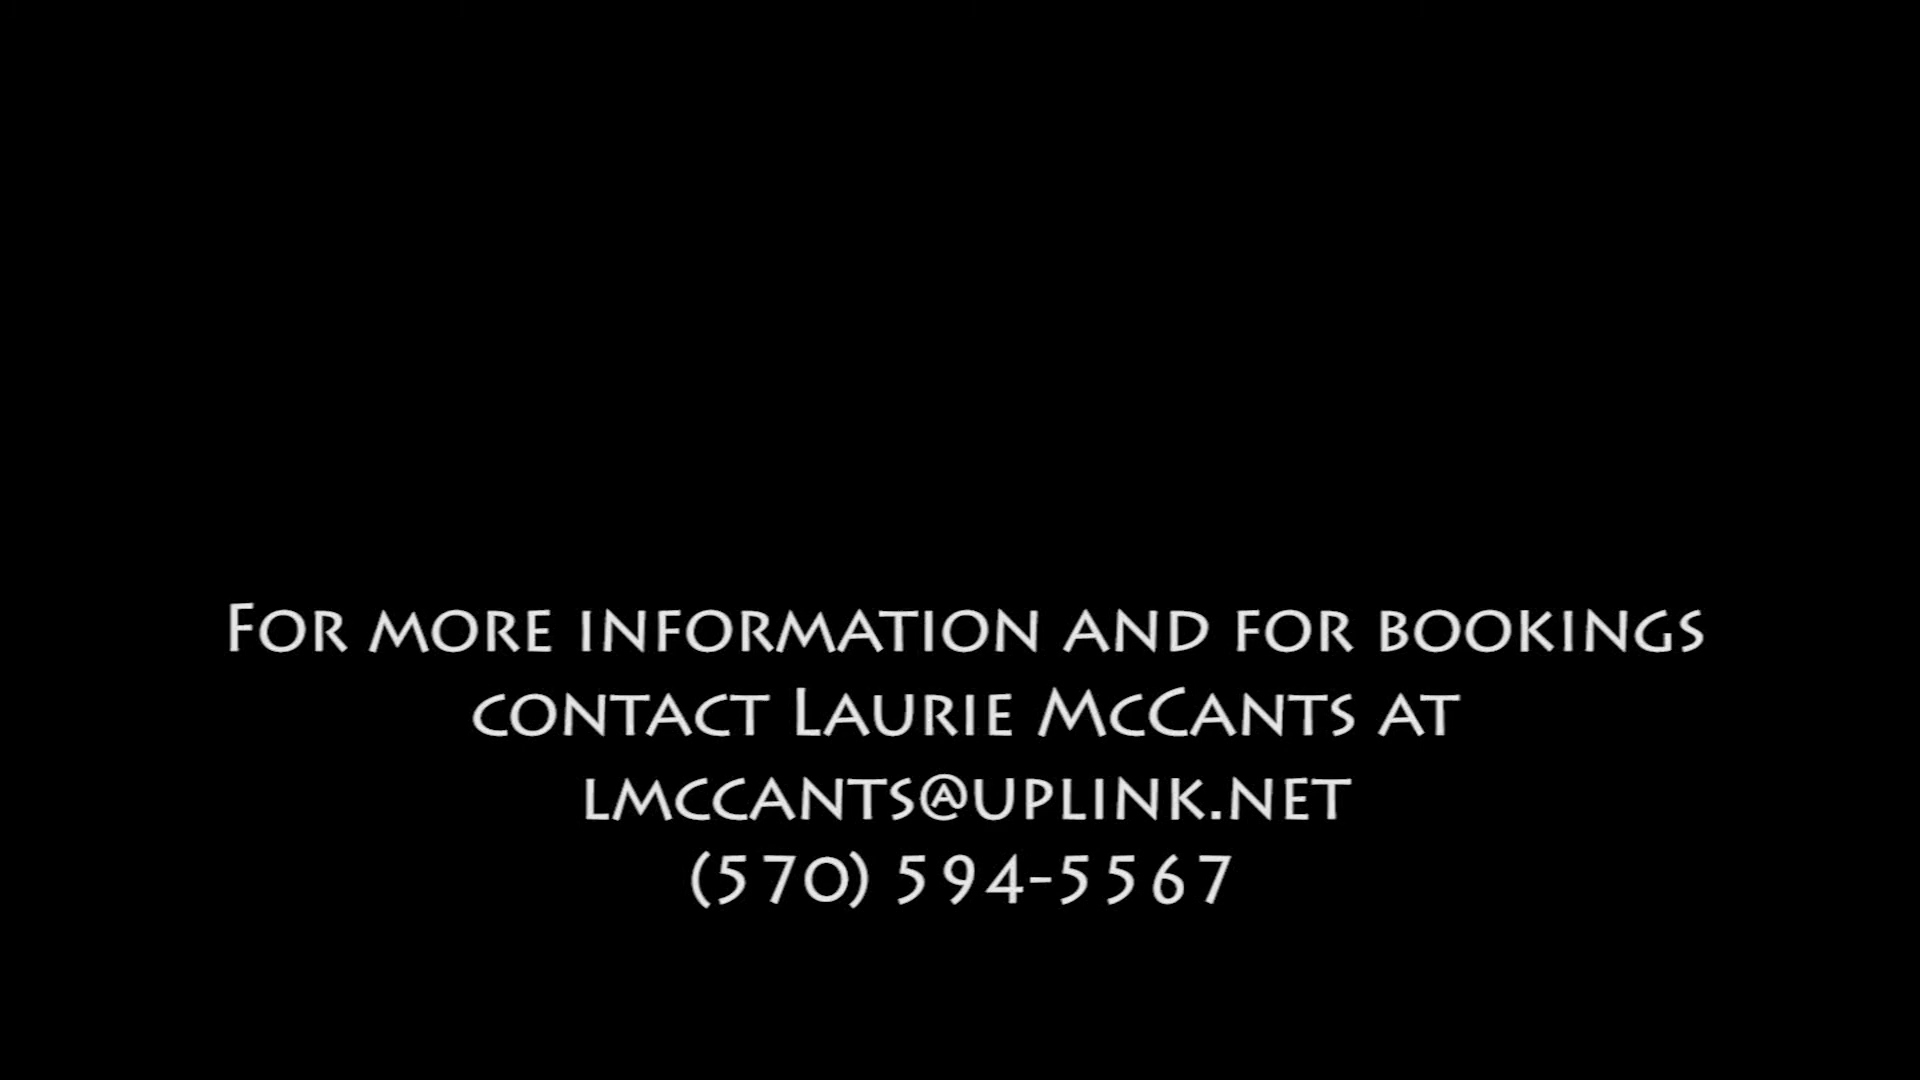 For more information and for bookings
contact Laurie McCants at
lmccants@uplink.net
(570) 594-5567